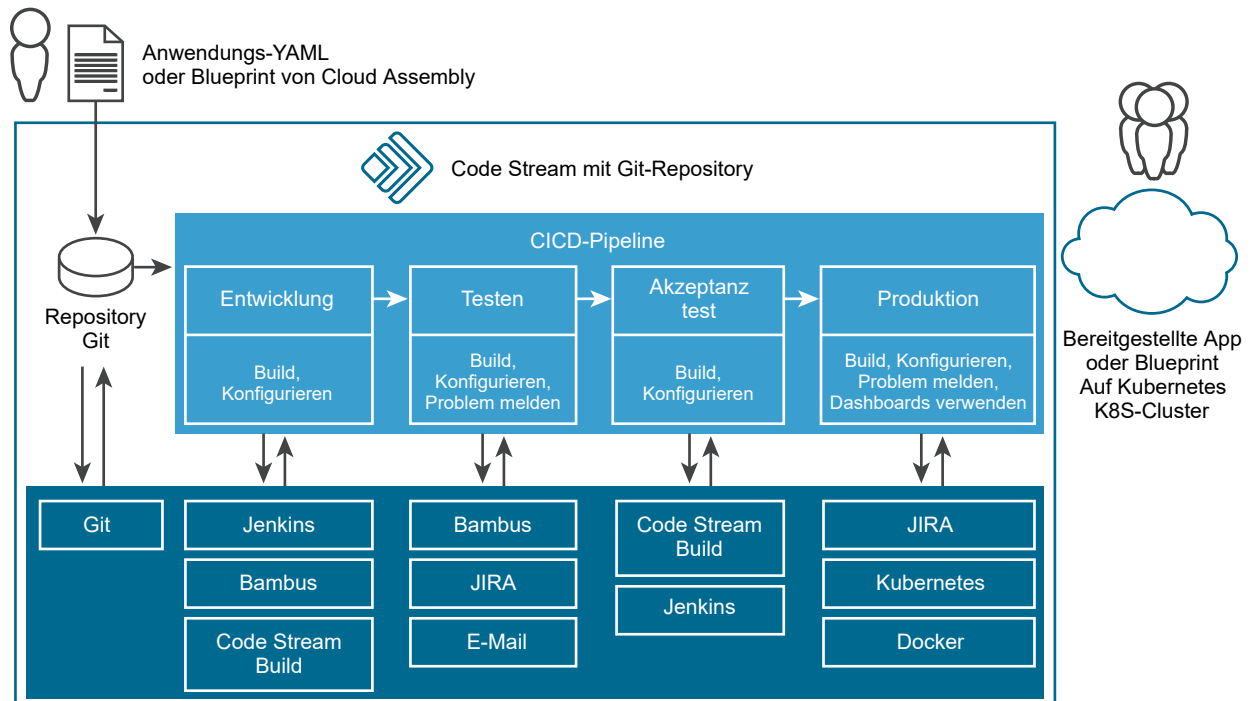 Anwendungs-YAML
oder Blueprint von Cloud Assembly
Code Stream mit Git-Repository
CICD-Pipeline
Repository
Git
Entwicklung
Build,
Konfigurieren
Testen
Build,
Konfigurieren,
Problem melden
Akzeptanz
test
Build,
Konfigurieren
Produktion
Build, Konfigurieren,
Problem melden,
Dashboards verwenden
Bereitgestellte App
oder Blueprint
Auf Kubernetes
K8S-Cluster
Git
Jenkins
Bambus
Code Stream
Build
Bambus
JIRA
E-Mail
Code Stream
Build
Jenkins
JIRA
Kubernetes
Docker